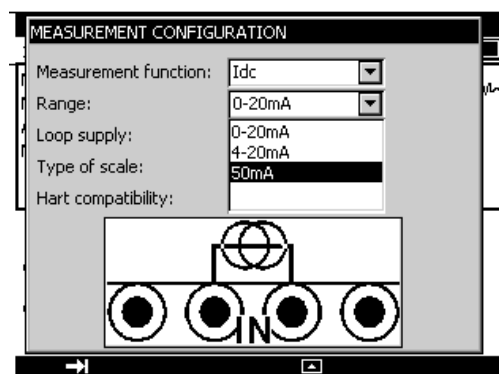 MEASUREMENT CONFIGURATION
Measurement function: Idc
Range: 0-20mA
Loop supply: 0-20mA
4-20mA
Type of scale: 50mA
Hart compatibility:
IN